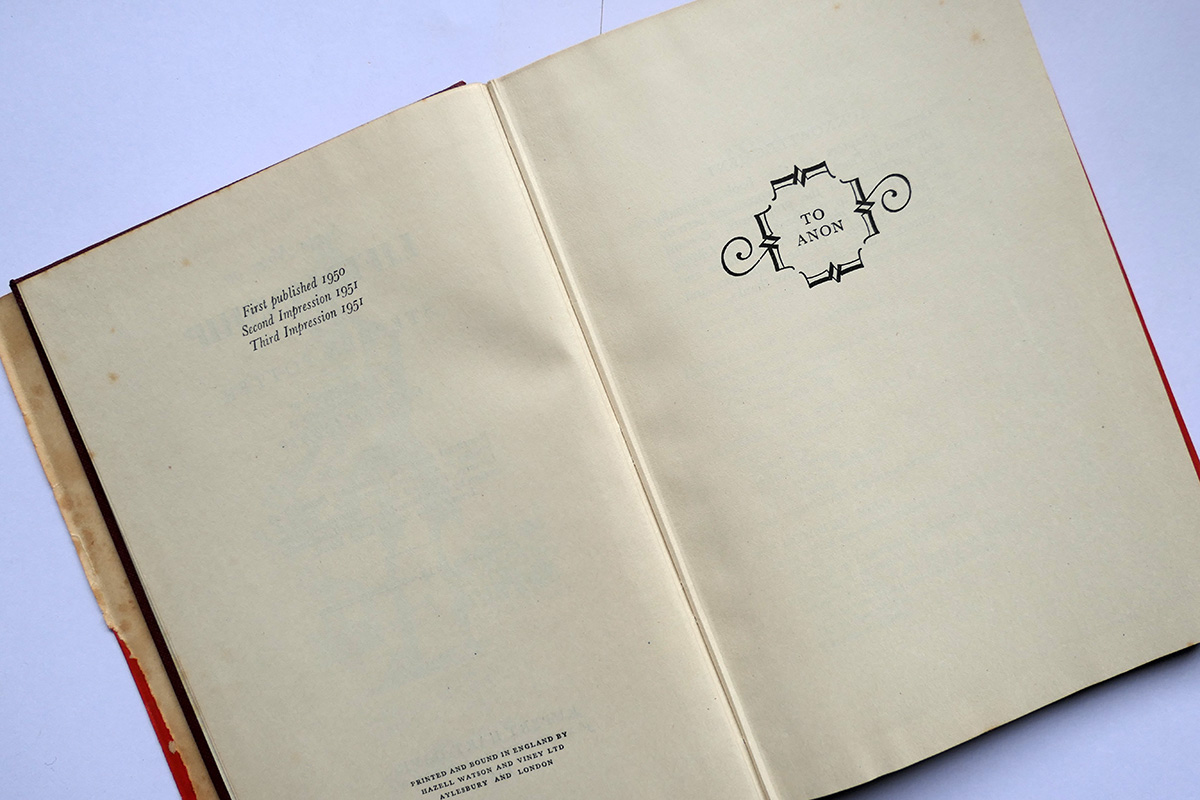 First published 1950
Second Impression 1951
Third Impression 1951
PRINTED AND BOUND IN ENGLAND BY
HAZELL WATSON AND VINEY LTD
AYLESBURY AND LONDON
TO
ANON